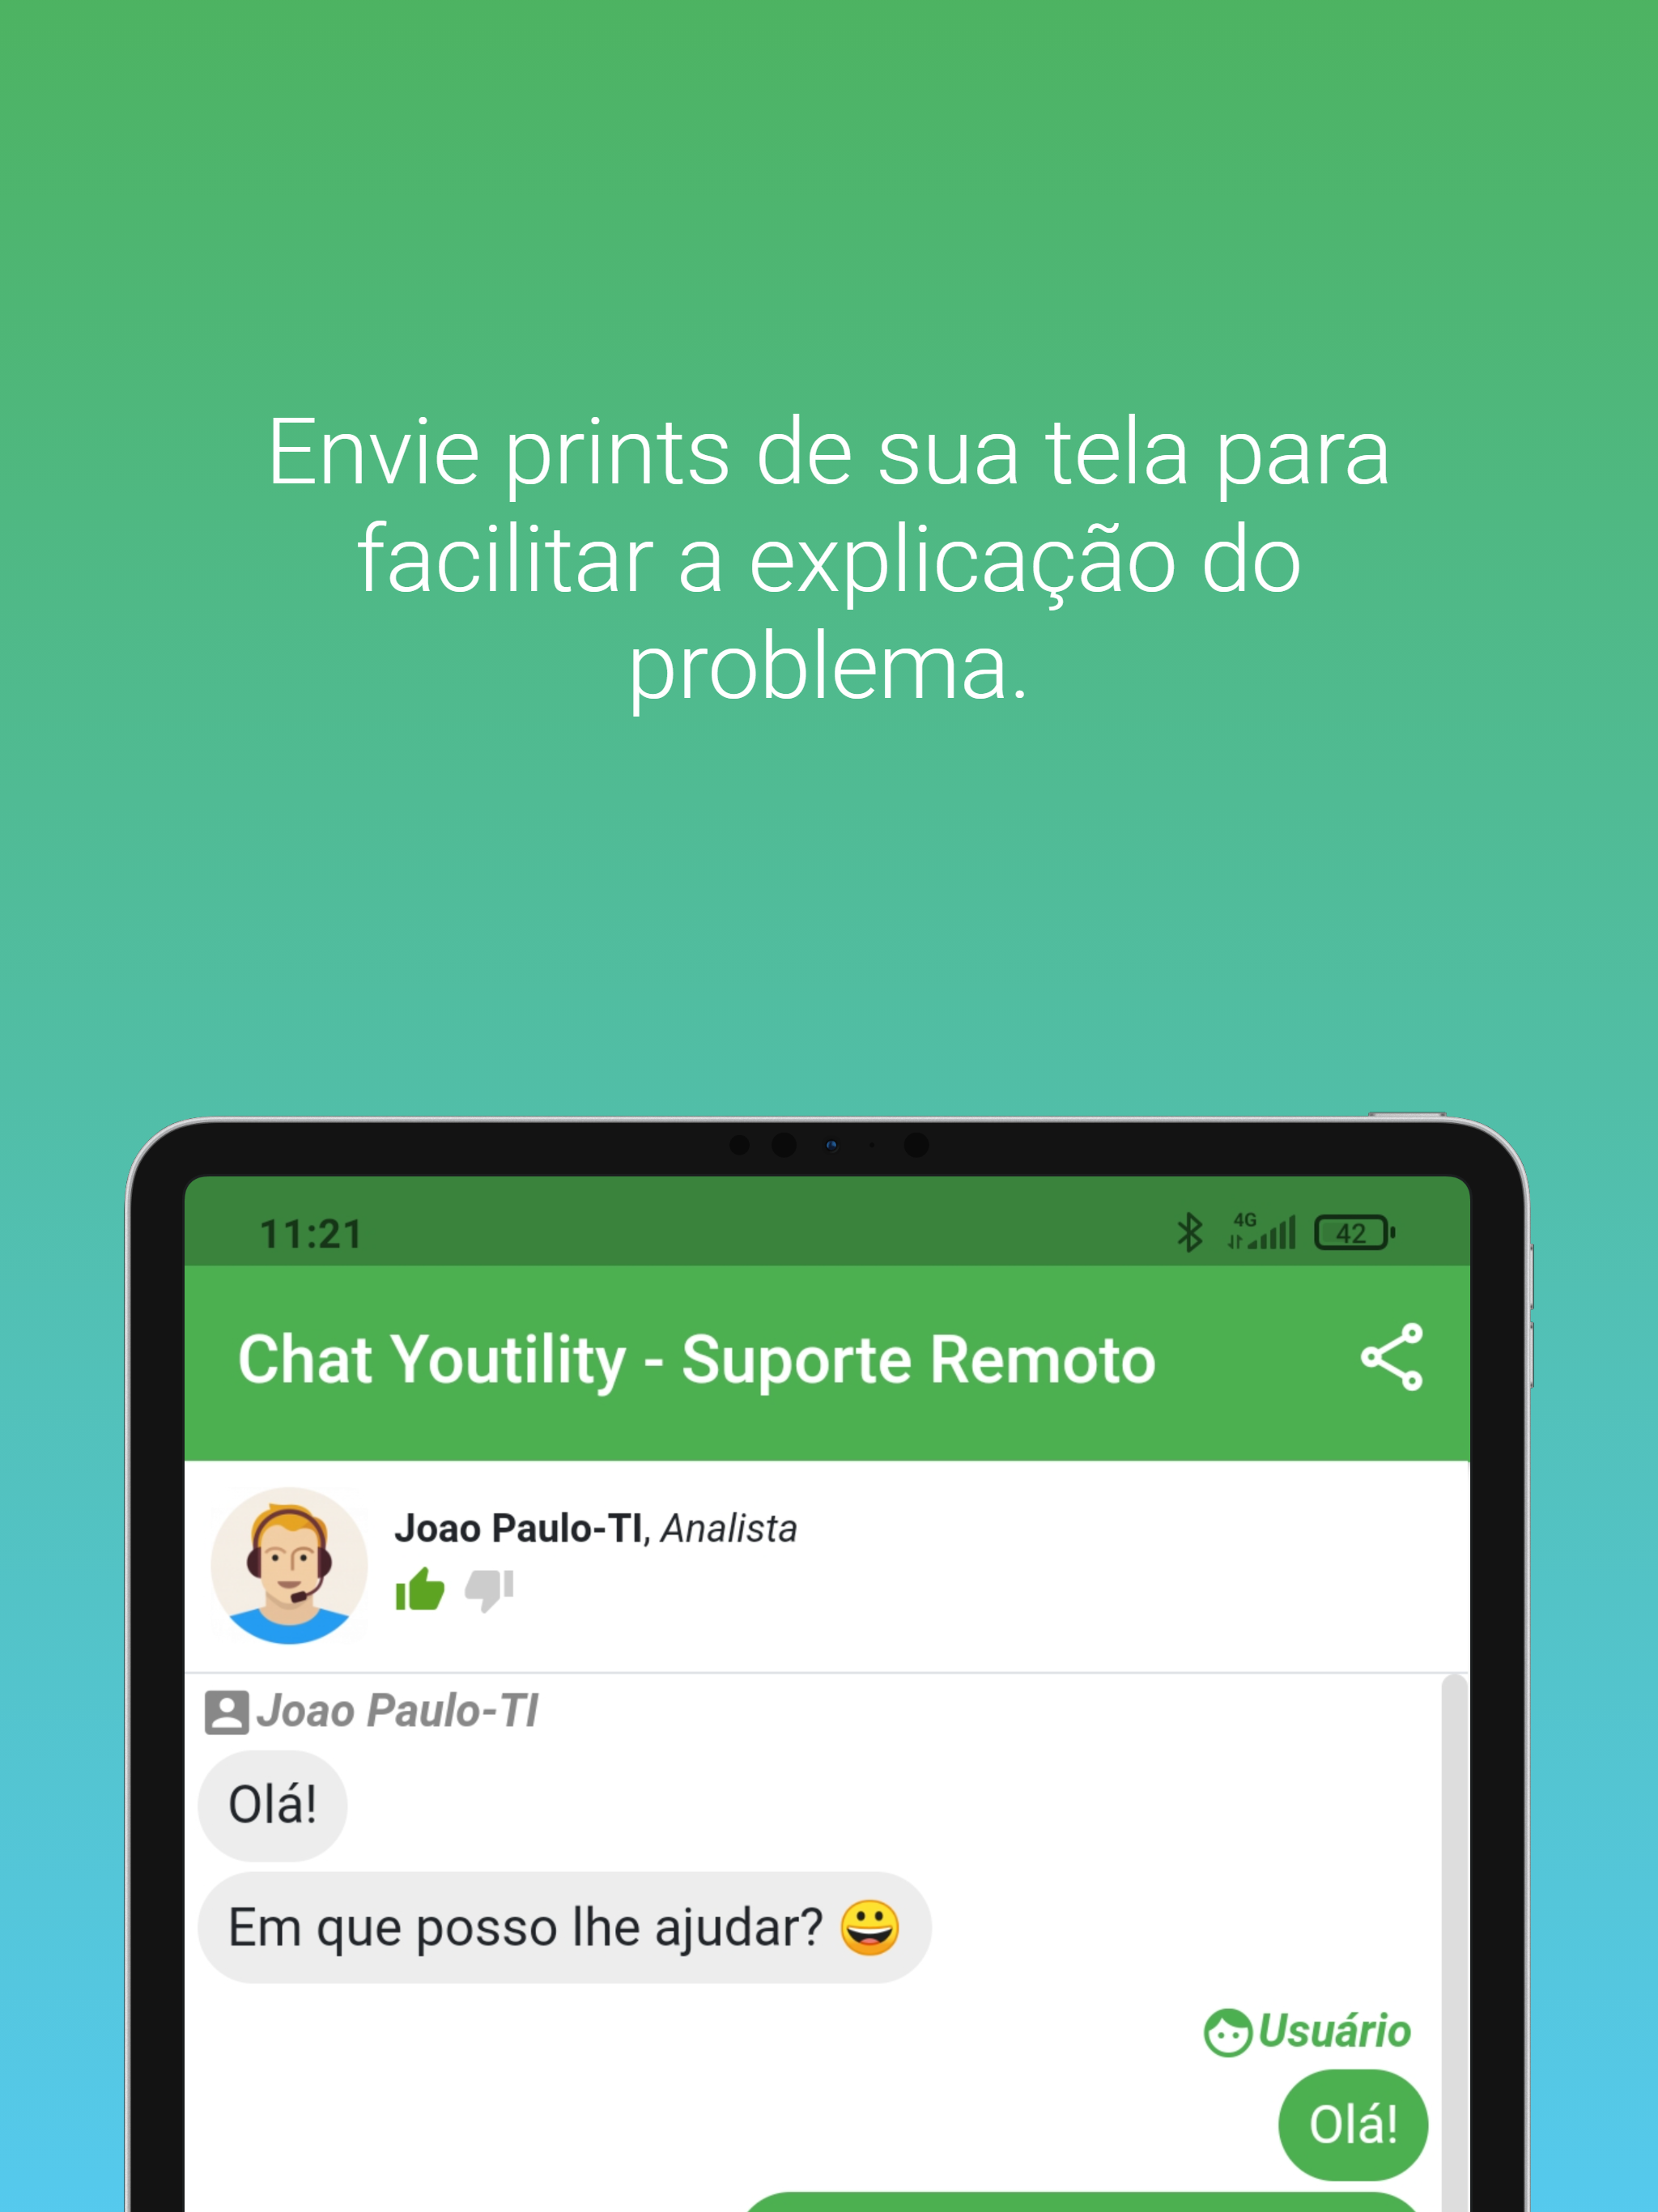 Envie prints de sua tela para
facilitar a explicação do
problema.
11:21
4G
42
Chat Youtility - Suporte Remoto
Joao Paulo-TI, Analista
Joao Paulo-TI
Olá!
Em que posso lhe ajudar? 😀
Usuário
Olá!